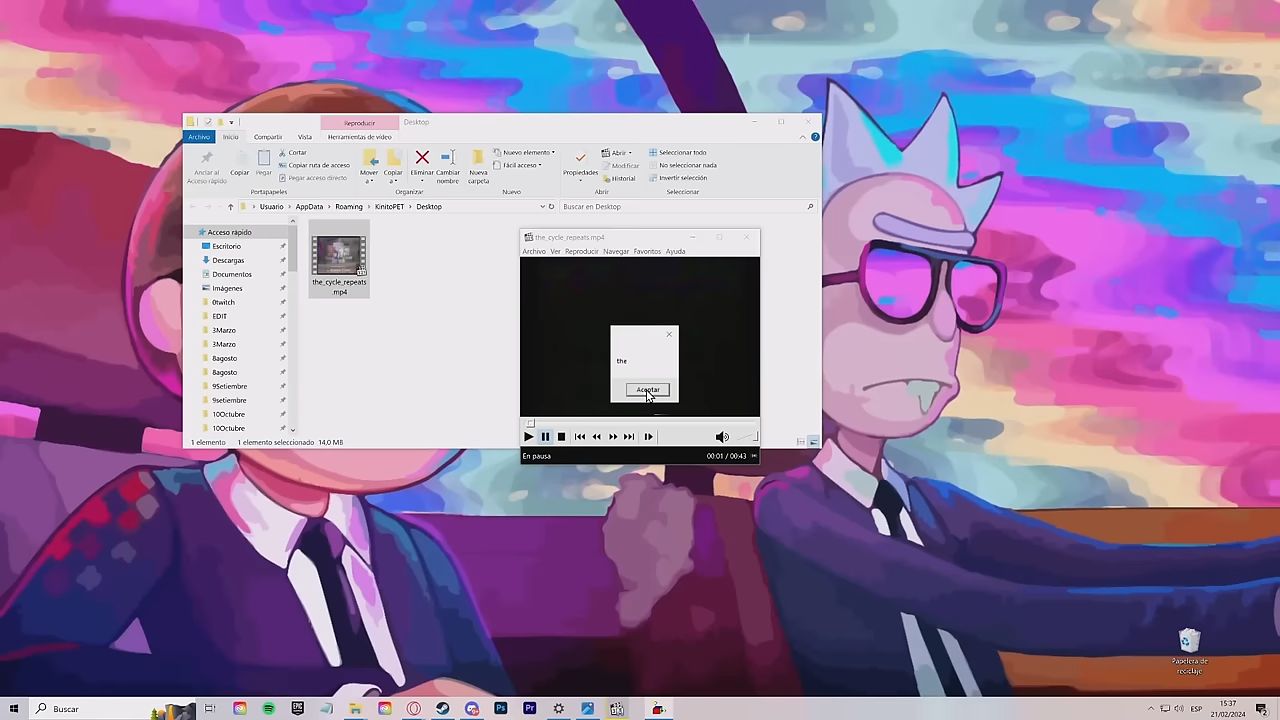 Reproducir
Desktop
Archivo
Inicio
Compartir
Vista
Herramientas de vídeo
Anclar al
Acceso rápido
Copiar
Pegar
Cortar
Copiar ruta de acceso
Pegar acceso directo
Portapapeles
Mover
a
Copiar
a
Eliminar
Cambiar
nombre
Organizar
Nueva
carpeta
Nuevo elemento
Fácil acceso
Nuevo
Propiedades
Abrir
Modificar
Historial
Abrir
Seleccionar todo
No seleccionar nada
Invertir selección
Seleccionar
Usuario > AppData > Roaming > KinitoPET > Desktop
Buscar en Desktop
Acceso rápido
Escritorio
Descargas
Documentos
Imágenes
0twitch
EDIT
3Marzo
3Marzo
8agosto
8agosto
9Setiembre
9setiembre
10Octubre
10Octubre
the_cycle_repeats
.mp4
1 elemento
1 elemento seleccionado 14,0 MB
the_cycle_repeats.mp4
Archivo Ver Reproducir Navegar Favoritos Ayuda
the
Aceptar
En pausa
00:01 / 00:43
Papelera de
reciclaje
Buscar
EPIC
Ps
Pr
ESP
15:37
21/02/2024